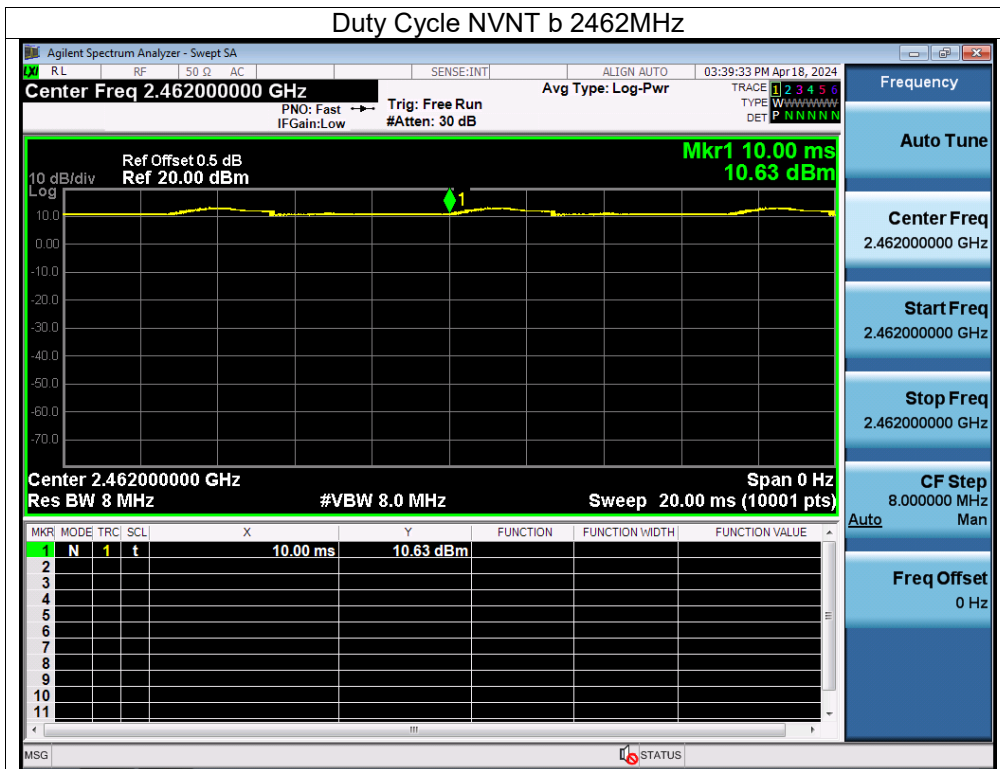 Duty Cycle NVNT b 2462MHz
Agilent Spectrum Analyzer - Swept SA
LXI RL RF 50 Ω AC SENSE:INT ALIGN AUTO 03:39:33 PM Apr 18, 2024
Center Freq 2.462000000 GHz
PNO: Fast
IFGain:Low
Trig: Free Run
#Atten: 30 dB
Avg Type: Log-Pwr
TRACE 1 2 3 4 5 6
TYPE WWWWWW
DET P N N N N N
Mkr1 10.00 ms
10.63 dBm
Ref Offset 0.5 dB
10 dB/div Ref 20.00 dBm
Log
1
10.0
0.00
-10.0
-20.0
-30.0
-40.0
-50.0
-60.0
-70.0
Center 2.462000000 GHz Span 0 Hz
Res BW 8 MHz #VBW 8.0 MHz Sweep 20.00 ms (10001 pts)
MKR MODE TRC SCL X Y FUNCTION FUNCTION WIDTH FUNCTION VALUE
1 N 1 t 10.00 ms 10.63 dBm
2
3
4
5
6
7
8
9
10
11
MSG STATUS
Frequency
Auto Tune
Center Freq
2.462000000 GHz
Start Freq
2.462000000 GHz
Stop Freq
2.462000000 GHz
CF Step
8.000000 MHz
Auto Man
Freq Offset
0 Hz